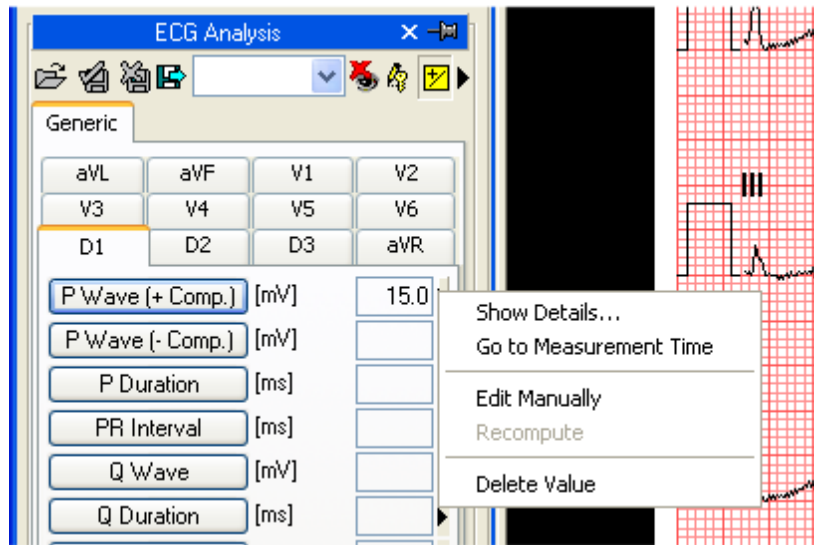 ECG Analysis
Generic
aVL aVF V1 V2
V3 V4 V5 V6
D1 D2 D3 aVR
P Wave (+ Comp.) [mV] 15.0
P Wave (- Comp.) [mV]
P Duration [ms]
PR Interval [ms]
Q Wave [mV]
Q Duration [ms]
Show Details...
Go to Measurement Time
Edit Manually
Recompute
Delete Value
III